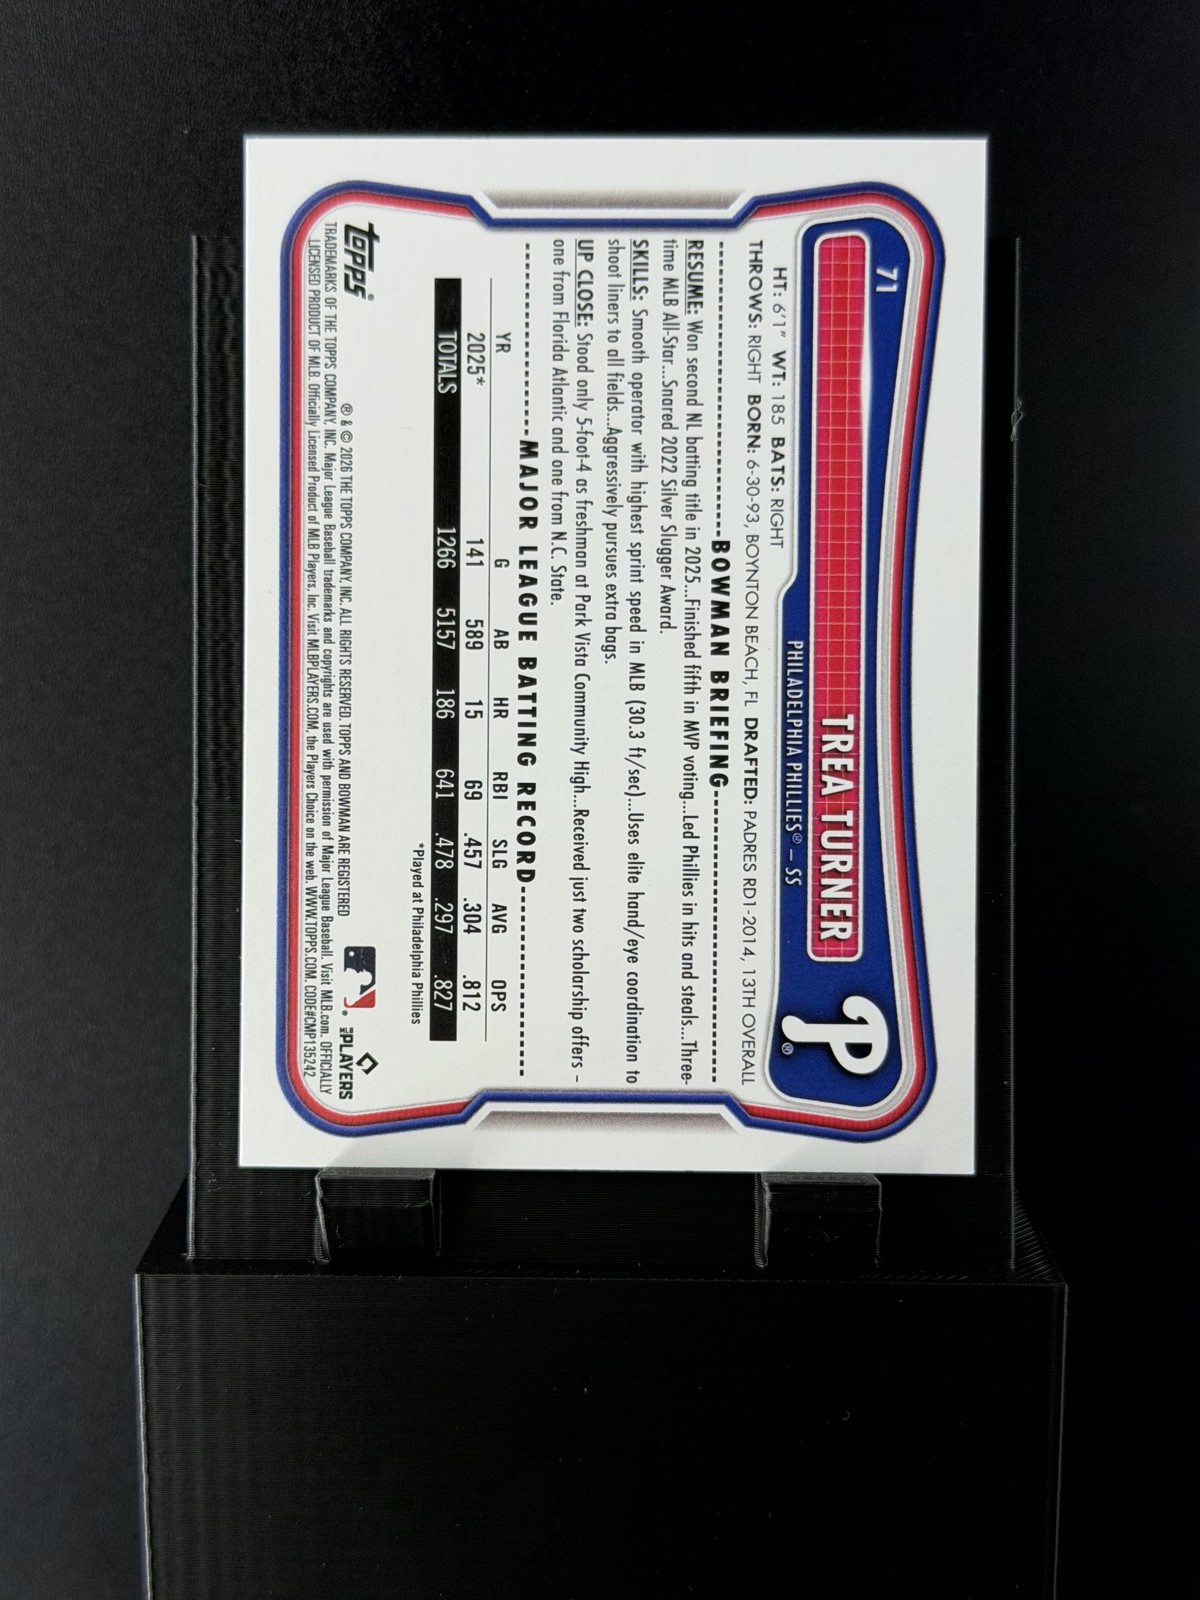 71
TREA TURNER
PHILADELPHIA PHILLIES® – SS
P®
HT: 6'1" WT: 185 BATS: RIGHT
THROWS: RIGHT BORN: 6-30-93, BOYNTON BEACH, FL DRAFTED: PADRES RD1-2014, 13TH OVERALL
BOWMAN BRIEFING
RESUME: Won second NL batting title in 2025...Finished fifth in MVP voting...Led Phillies in hits and steals...Three-
time MLB All-Star...Snared 2022 Silver Slugger Award.
SKILLS: Smooth operator with highest sprint speed in MLB (30.3 ft/sec)...Uses elite hand/eye coordination to
shoot liners to all fields...Aggressively pursues extra bags.
UP CLOSE: Stood only 5-foot-4 as freshman at Park Vista Community High...Received just two scholarship offers –
one from Florida Atlantic and one from N.C. State.
MAJOR LEAGUE BATTING RECORD
YR G AB HR RBI SLG AVG OPS
2025* 141 589 15 69 .457 .304 .812
TOTALS 1266 5157 186 641 .478 .297 .827
*Played at Philadelphia Phillies
topps®
® & © 2026 THE TOPPS COMPANY, INC. ALL RIGHTS RESERVED. TOPPS AND BOWMAN ARE REGISTERED
TRADEMARKS OF THE TOPPS COMPANY, INC. Major League Baseball trademarks and copyrights are used with permission of Major League Baseball. Visit MLB.com. OFFICIALLY
LICENSED PRODUCT OF MLB Players, Inc. Officially Licensed Product of MLB Players, Inc. Visit MLBPLAYERS.COM, the Players Choice on the web. WWW.TOPPS.COM. CODE#CMP135242
MLB PLAYERS